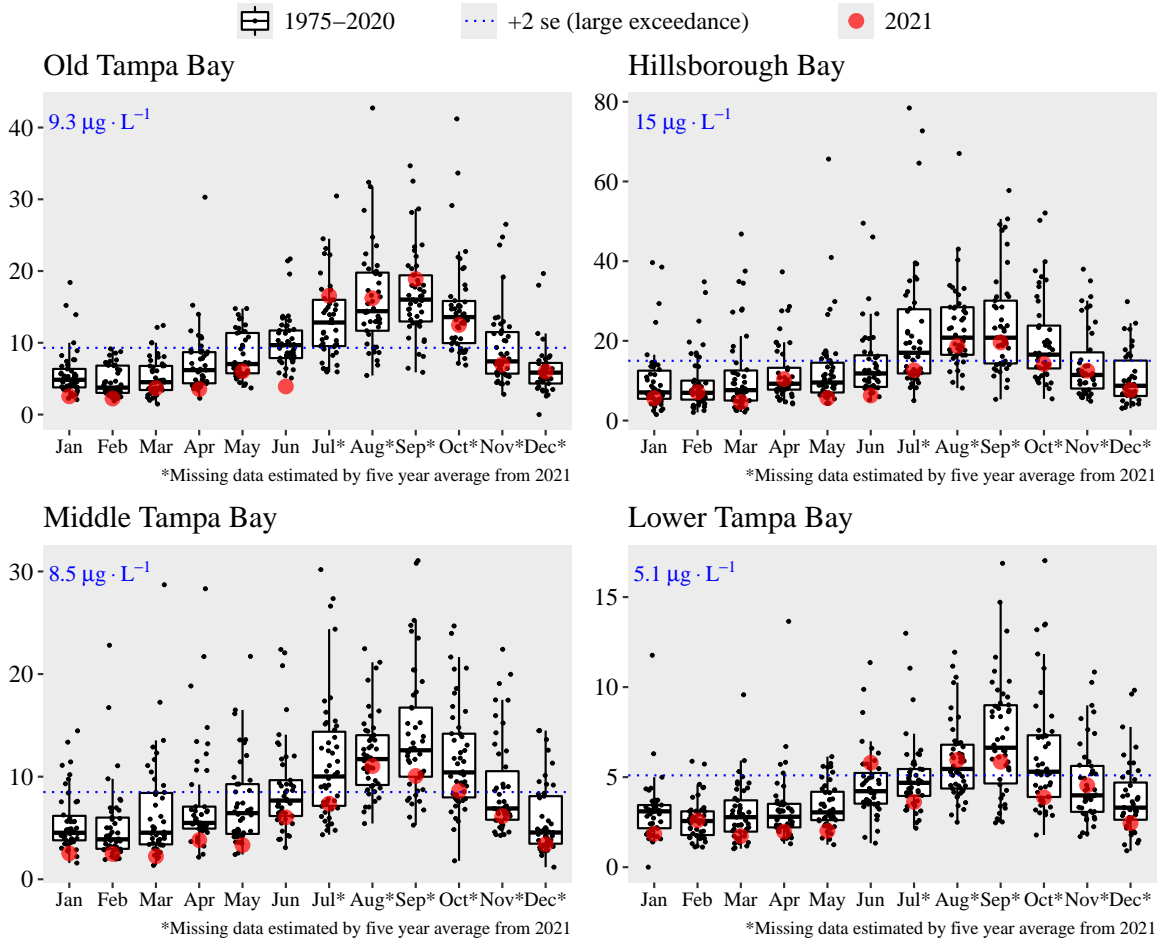 1975−2020 +2 se (large exceedance) 2021
Old Tampa Bay
9.3 μg · L⁻¹
40
30
20
10
0
Jan Feb Mar Apr May Jun Jul* Aug* Sep* Oct* Nov* Dec*
*Missing data estimated by five year average from 2021
Hillsborough Bay
15 μg · L⁻¹
80
60
40
20
0
Jan Feb Mar Apr May Jun Jul* Aug* Sep* Oct* Nov* Dec*
*Missing data estimated by five year average from 2021
Middle Tampa Bay
8.5 μg · L⁻¹
30
20
10
0
Jan Feb Mar Apr May Jun Jul* Aug* Sep* Oct* Nov* Dec*
*Missing data estimated by five year average from 2021
Lower Tampa Bay
5.1 μg · L⁻¹
15
10
5
0
Jan Feb Mar Apr May Jun Jul* Aug* Sep* Oct* Nov* Dec*
*Missing data estimated by five year average from 2021